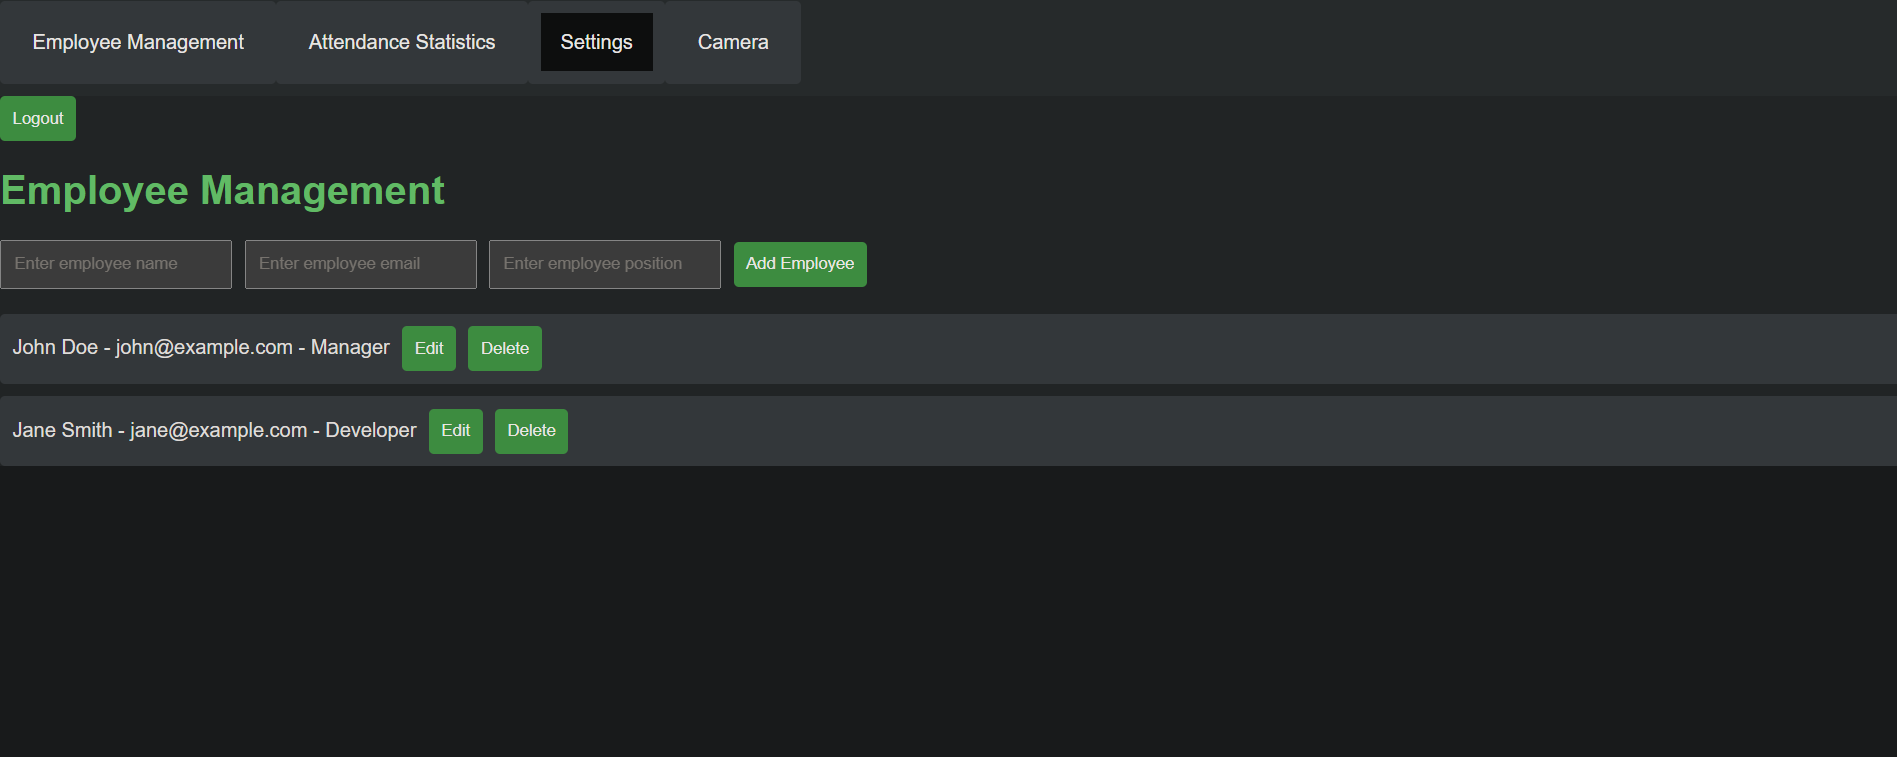 Employee Management Attendance Statistics Settings Camera
Logout
Employee Management
Enter employee name Enter employee email Enter employee position Add Employee
John Doe - john@example.com - Manager Edit Delete
Jane Smith - jane@example.com - Developer Edit Delete